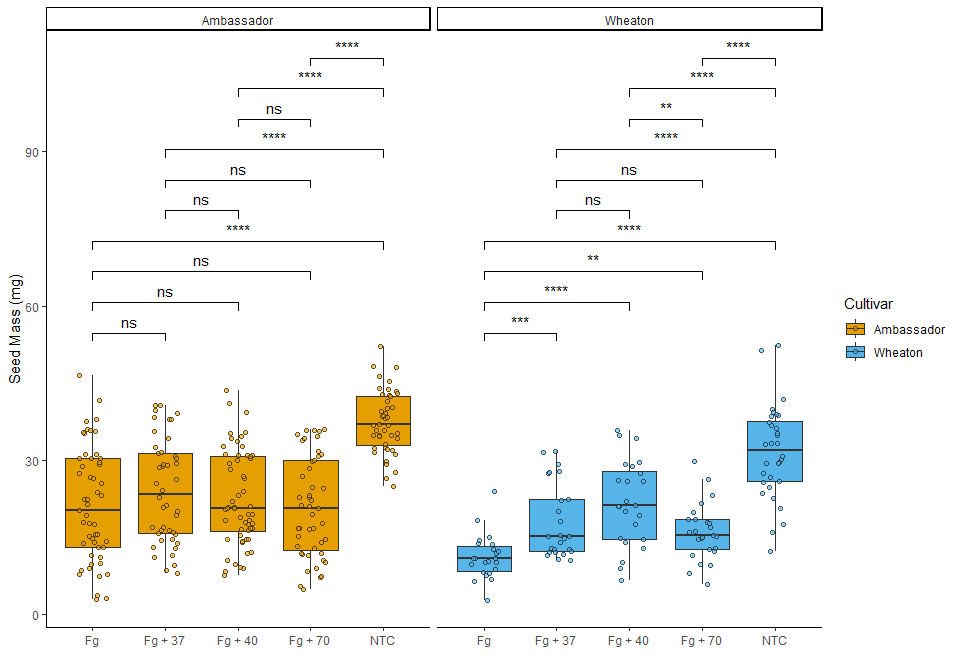 Ambassador Wheaton
**** ****
**** ****
ns **
**** ****
ns ns
ns ns
**** ****
ns **
ns ****
ns ***
90
60
30
0
Seed Mass (mg)
Fg Fg + 37 Fg + 40 Fg + 70 NTC Fg Fg + 37 Fg + 40 Fg + 70 NTC
Cultivar
Ambassador
Wheaton